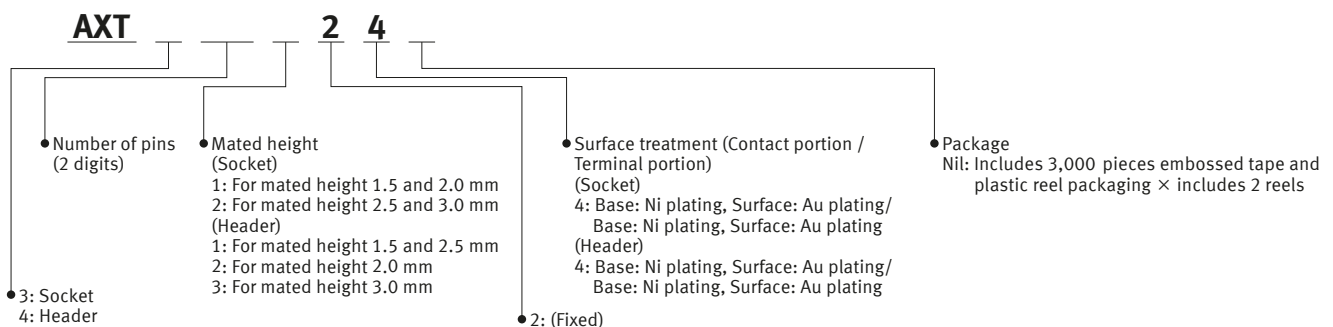 AXT 2 4
Number of pins
(2 digits)
Mated height
(Socket)
1: For mated height 1.5 and 2.0 mm
2: For mated height 2.5 and 3.0 mm
(Header)
1: For mated height 1.5 and 2.5 mm
2: For mated height 2.0 mm
3: For mated height 3.0 mm
Surface treatment (Contact portion /
Terminal portion)
(Socket)
4: Base: Ni plating, Surface: Au plating/
Base: Ni plating, Surface: Au plating
(Header)
4: Base: Ni plating, Surface: Au plating/
Base: Ni plating, Surface: Au plating
Package
Nil: Includes 3,000 pieces embossed tape and
plastic reel packaging × includes 2 reels
3: Socket
4: Header
2: (Fixed)